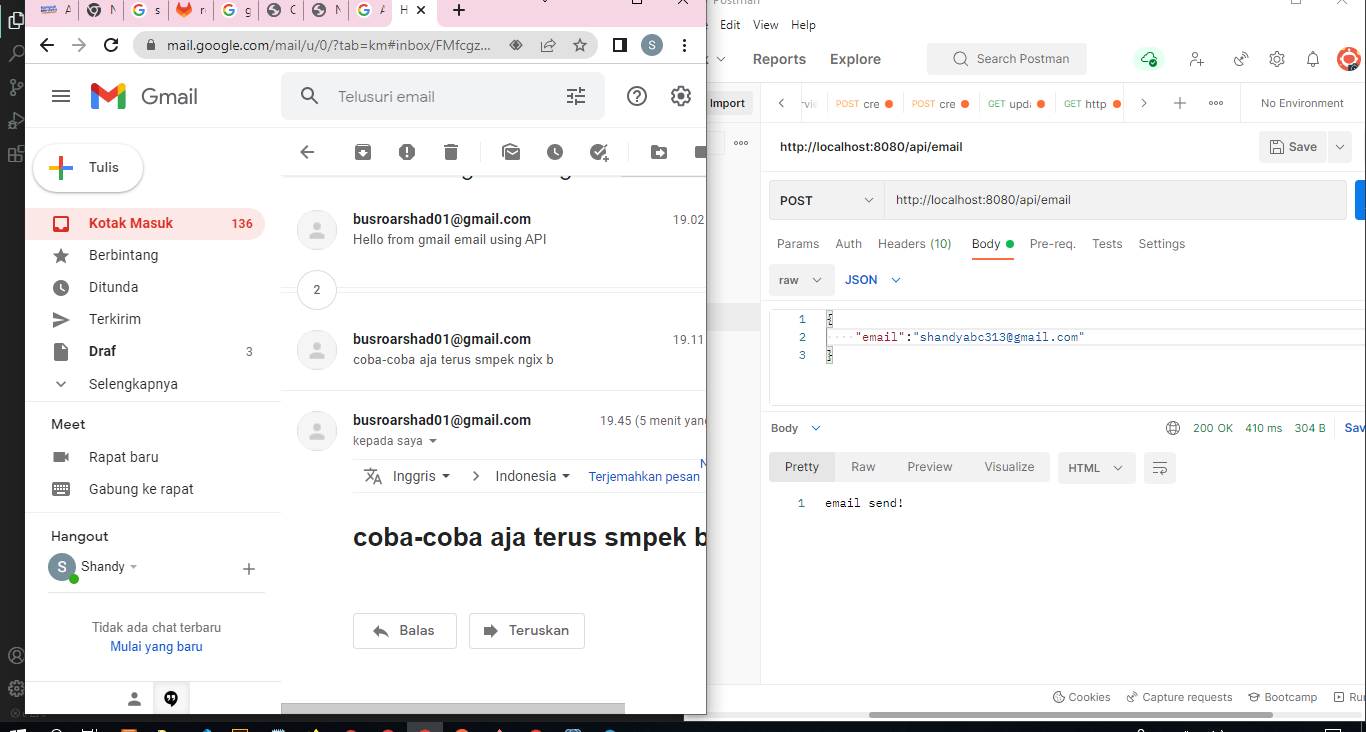 mail.google.com/mail/u/0/?tab=km#inbox/FMfcgz...
S
Gmail
Telusuri email
Tulis
Kotak Masuk 136
Berbintang
Ditunda
Terkirim
Draf 3
Selengkapnya
Meet
Rapat baru
Gabung ke rapat
Hangout
S Shandy
Tidak ada chat terbaru
Mulai yang baru
busroarshad01@gmail.com 19.02
Hello from gmail email using API
2
busroarshad01@gmail.com 19.11
coba-coba aja terus smpek ngix b
busroarshad01@gmail.com 19.45 (5 menit yang
kepada saya
Inggris > Indonesia Terjemahkan pesan N
coba-coba aja terus smpek b
Balas Teruskan
Postman
Edit View Help
Reports Explore Search Postman
Import POST cre POST cre GET upda GET http No Environment
http://localhost:8080/api/email Save
POST http://localhost:8080/api/email
Params Auth Headers (10) Body Pre-req. Tests Settings
raw JSON
1 {
2 "email":"shandyabc313@gmail.com"
3 }
Body 200 OK 410 ms 304 B Sav
Pretty Raw Preview Visualize HTML
1 email send!
Cookies Capture requests Bootcamp Run